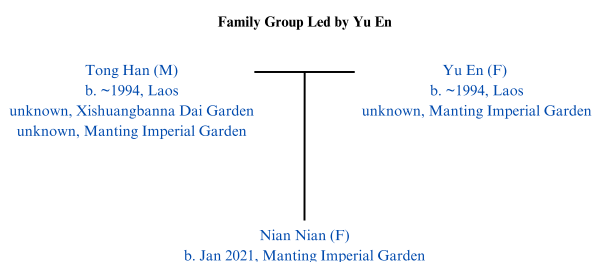 Family Group Led by Yu En
Tong Han (M)
b. ~1994, Laos
unknown, Xishuangbanna Dai Garden
unknown, Manting Imperial Garden
Yu En (F)
b. ~1994, Laos
unknown, Manting Imperial Garden
Nian Nian (F)
b. Jan 2021, Manting Imperial Garden